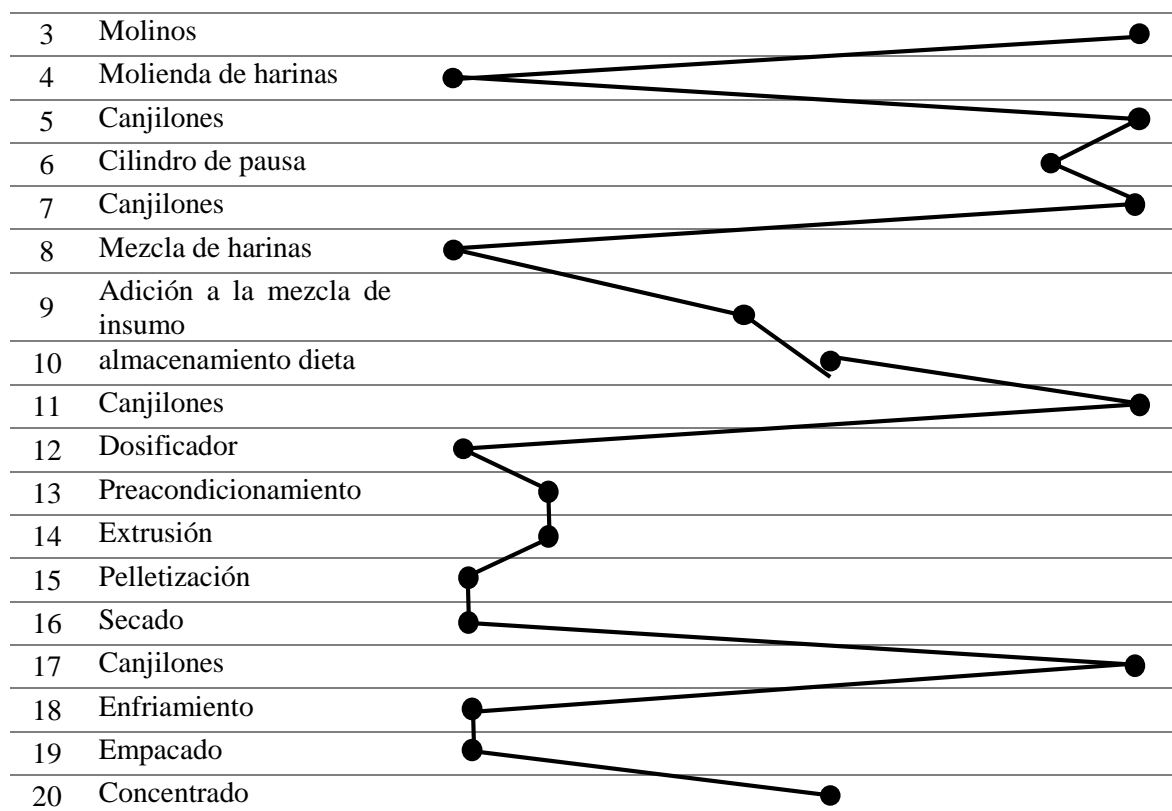 3 Molinos
4 Molienda de harinas
5 Canjilones
6 Cilindro de pausa
7 Canjilones
8 Mezcla de harinas
9 Adición a la mezcla de
insumo
10 almacenamiento dieta
11 Canjilones
12 Dosificador
13 Preacondicionamiento
14 Extrusión
15 Pelletización
16 Secado
17 Canjilones
18 Enfriamiento
19 Empacado
20 Concentrado